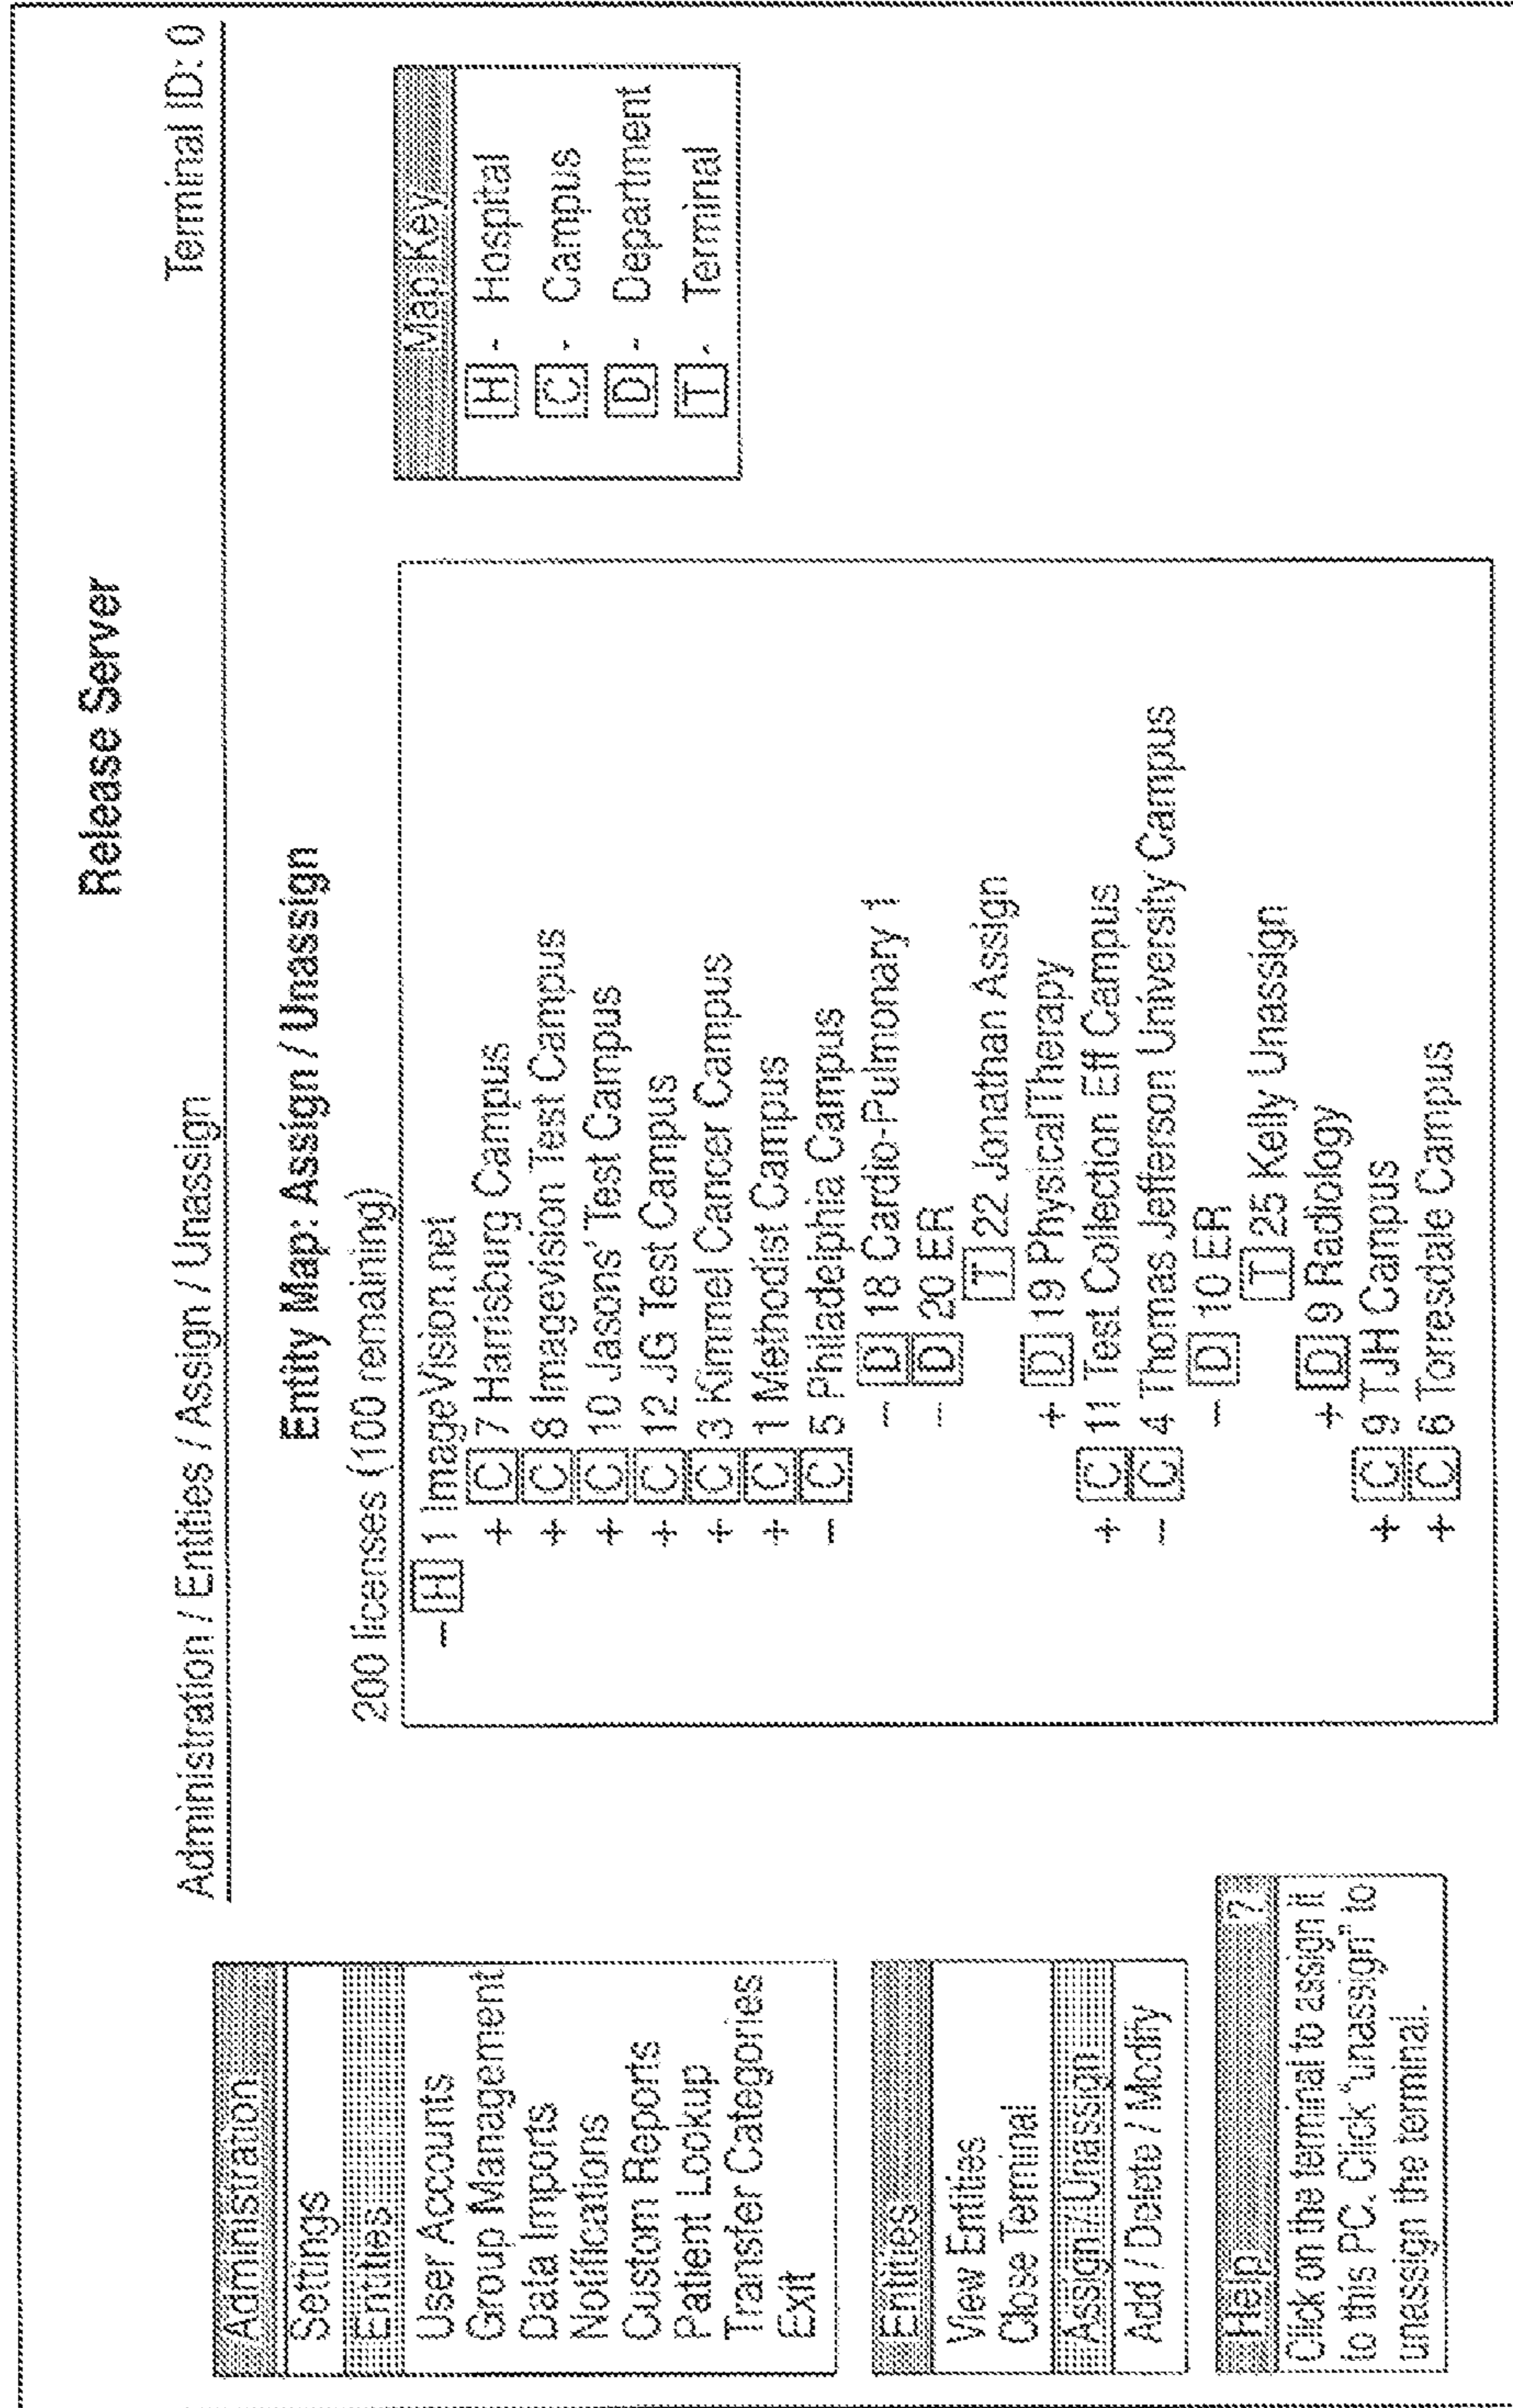 Release Server
Administration / Entities / Assign / Unassign
Terminal ID: 0
Administration
Settings
Entities
User Accounts
Group Management
Data Imports
Notifications
Custom Reports
Patient Lookup
Transfer Categories
Exit
Entities
View Entities
Close Terminal
Assign / Unassign
Add / Delete / Modify
Help ?
Click on the terminal to assign it
to this PC. Click "unassign" to
unassign the terminal.
Entity Map: Assign / Unassign
200 licenses (100 remaining)
– H 1 ImageVision.net
+ C 7 Harrisburg Campus
+ C 8 Imagevision Test Campus
+ C 10 Jasons' Test Campus
+ C 12 JG Test Campus
+ C 3 Kimmel Cancer Campus
+ C 1 Methodist Campus
– C 5 Philadelphia Campus
– D 18 Cardio-Pulmonary 1
– D 20 ER
T 22 Jonathan Assign
+ D 19 PhysicalTherapy
+ C 11 Test Collection Eff Campus
– C 4 Thomas Jefferson University Campus
– D 10 ER
T 25 Kelly Unassign
+ D 9 Radiology
+ C 9 TJH Campus
+ C 6 Torresdale Campus
Map Key
H - Hospital
C - Campus
D - Department
T - Terminal